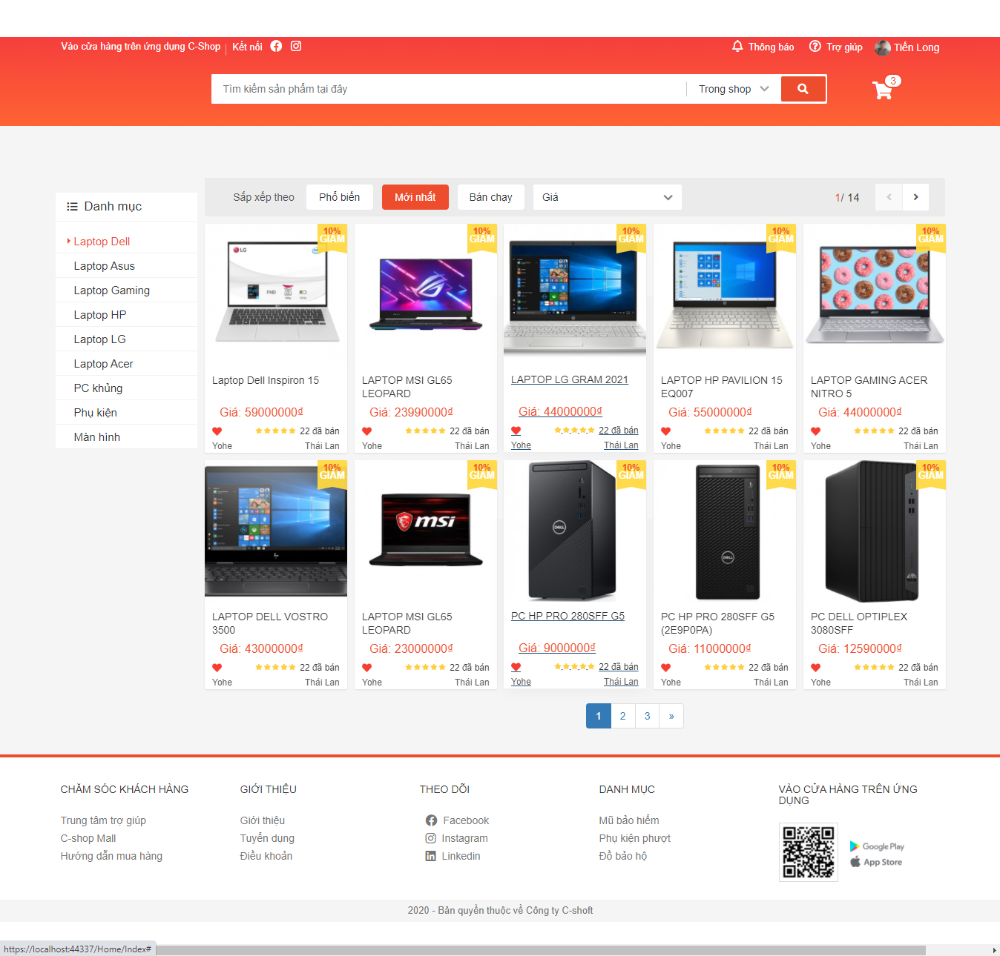 Vào cửa hàng trên ứng dụng C-Shop | Kết nối
Thông báo Trợ giúp Tiến Long
Tìm kiếm sản phẩm tại đây
Trong shop
3
Danh mục
Laptop Dell
Laptop Asus
Laptop Gaming
Laptop HP
Laptop LG
Laptop Acer
PC khủng
Phụ kiện
Màn hình
Sắp xếp theo Phổ biến Mới nhất Bán chạy Giá
1/ 14
10%
GIẢM
LG
FHD
Laptop Dell Inspiron 15
Giá: 59000000₫
22 đã bán
Yohe Thái Lan
10%
GIẢM
LAPTOP MSI GL65
LEOPARD
Giá: 23990000₫
22 đã bán
Yohe Thái Lan
10%
GIẢM
LAPTOP LG GRAM 2021
Giá: 44000000₫
22 đã bán
Yohe Thái Lan
10%
GIẢM
LAPTOP HP PAVILION 15
EQ007
Giá: 55000000₫
22 đã bán
Yohe Thái Lan
10%
GIẢM
acer
LAPTOP GAMING ACER
NITRO 5
Giá: 44000000₫
22 đã bán
Yohe Thái Lan
10%
GIẢM
LAPTOP DELL VOSTRO
3500
Giá: 43000000₫
22 đã bán
Yohe Thái Lan
10%
GIẢM
msi
LAPTOP MSI GL65
LEOPARD
Giá: 23000000₫
22 đã bán
Yohe Thái Lan
10%
GIẢM
DELL
PC HP PRO 280SFF G5
Giá: 9000000₫
22 đã bán
Yohe Thái Lan
10%
GIẢM
DELL
PC HP PRO 280SFF G5
(2E9P0PA)
Giá: 11000000₫
22 đã bán
Yohe Thái Lan
10%
GIẢM
PC DELL OPTIPLEX
3080SFF
Giá: 12590000₫
22 đã bán
Yohe Thái Lan
1 2 3 »
CHĂM SÓC KHÁCH HÀNG
Trung tâm trợ giúp
C-shop Mall
Hướng dẫn mua hàng
GIỚI THIỆU
Giới thiệu
Tuyển dụng
Điều khoản
THEO DÕI
Facebook
Instagram
Linkedin
DANH MỤC
Mũ bảo hiểm
Phụ kiện phượt
Đồ bảo hộ
VÀO CỬA HÀNG TRÊN ỨNG
DỤNG
Google Play
App Store
2020 - Bản quyền thuộc về Công ty C-shoft
https://localhost:44337/Home/Index#